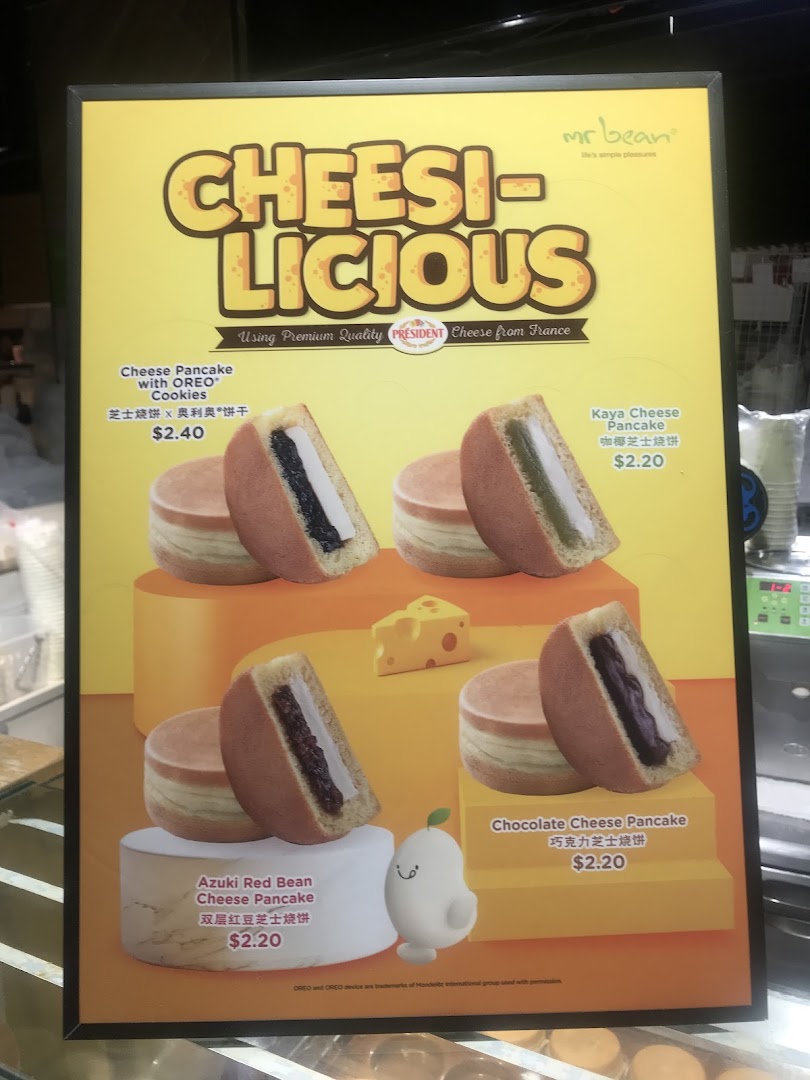 mr bean®
life's simple pleasures
CHEESI-
LICIOUS
Using Premium Quality PRÉSIDENT Cheese from France
Cheese Pancake
with OREO®
Cookies
芝士烧饼 x 奥利奥®饼干
$2.40
Kaya Cheese
Pancake
咖椰芝士烧饼
$2.20
Chocolate Cheese Pancake
巧克力芝士烧饼
$2.20
Azuki Red Bean
Cheese Pancake
双层红豆芝士烧饼
$2.20
OREO and OREO device are trademarks of Mondelēz International group used with permission